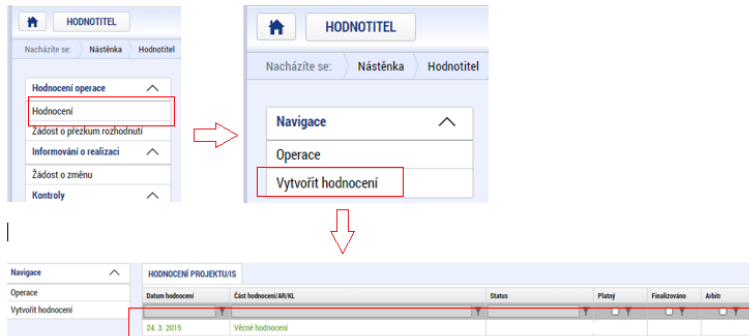 HODNOTITEL
Nacházíte se: Nástěnka Hodnotitel
Hodnocení operace
Hodnocení
Žádost o přezkum rozhodnutí
Informování o realizaci
Žádost o změnu
Kontroly
HODNOTITEL
Nacházíte se: Nástěnka Hodnotitel
Navigace
Operace
Vytvořit hodnocení
Navigace
Operace
Vytvořit hodnocení
HODNOCENÍ PROJEKTU/IS
Datum hodnocení Část hodnocení/AR/KL Status Platný Finalizováno Arbitr
24. 3. 2015 Věcné hodnocení